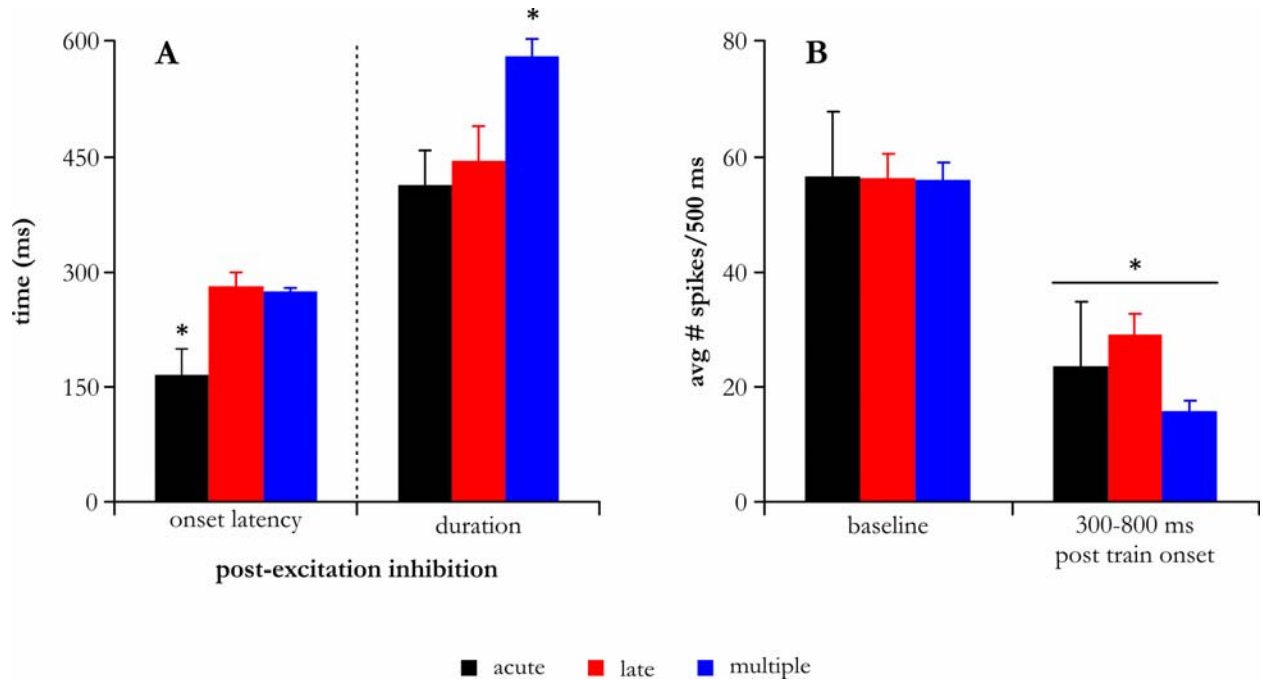 A
time (ms)
600
450
300
150
0
*
*
onset latency
duration
post-excitation inhibition
B
avg # spikes/500 ms
80
60
40
20
0
*
baseline
300-800 ms
post train onset
acute
late
multiple